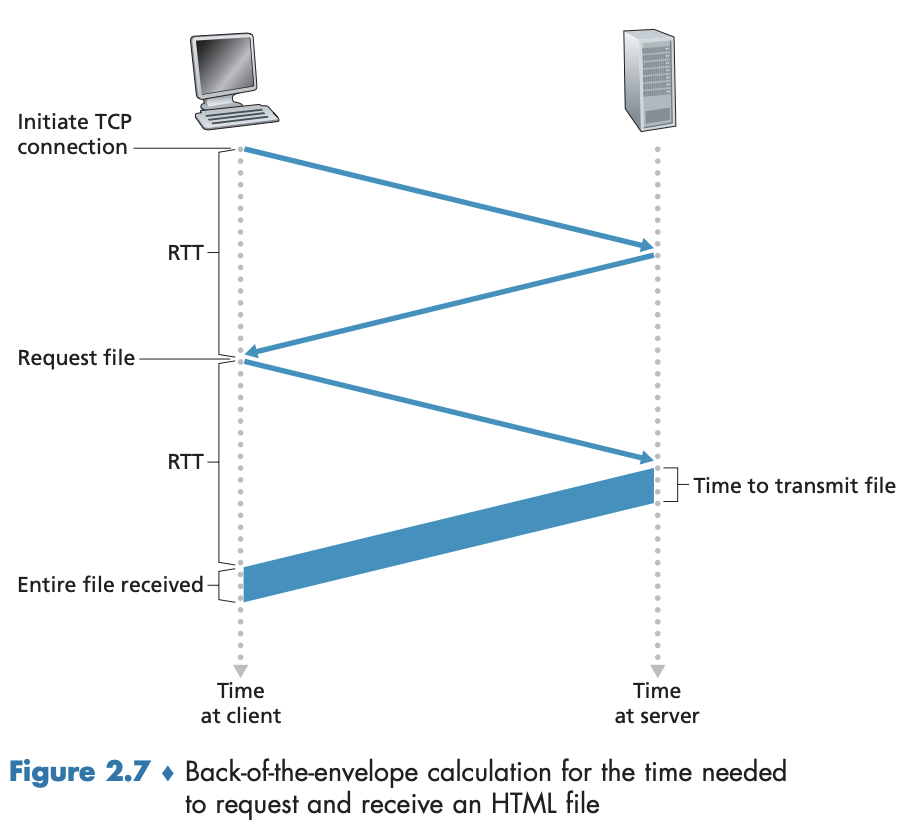 Initiate TCP
connection
RTT
Request file
RTT
Time to transmit file
Entire file received
Time
at client
Time
at server
Figure 2.7 ♦ Back-of-the-envelope calculation for the time needed
to request and receive an HTML file